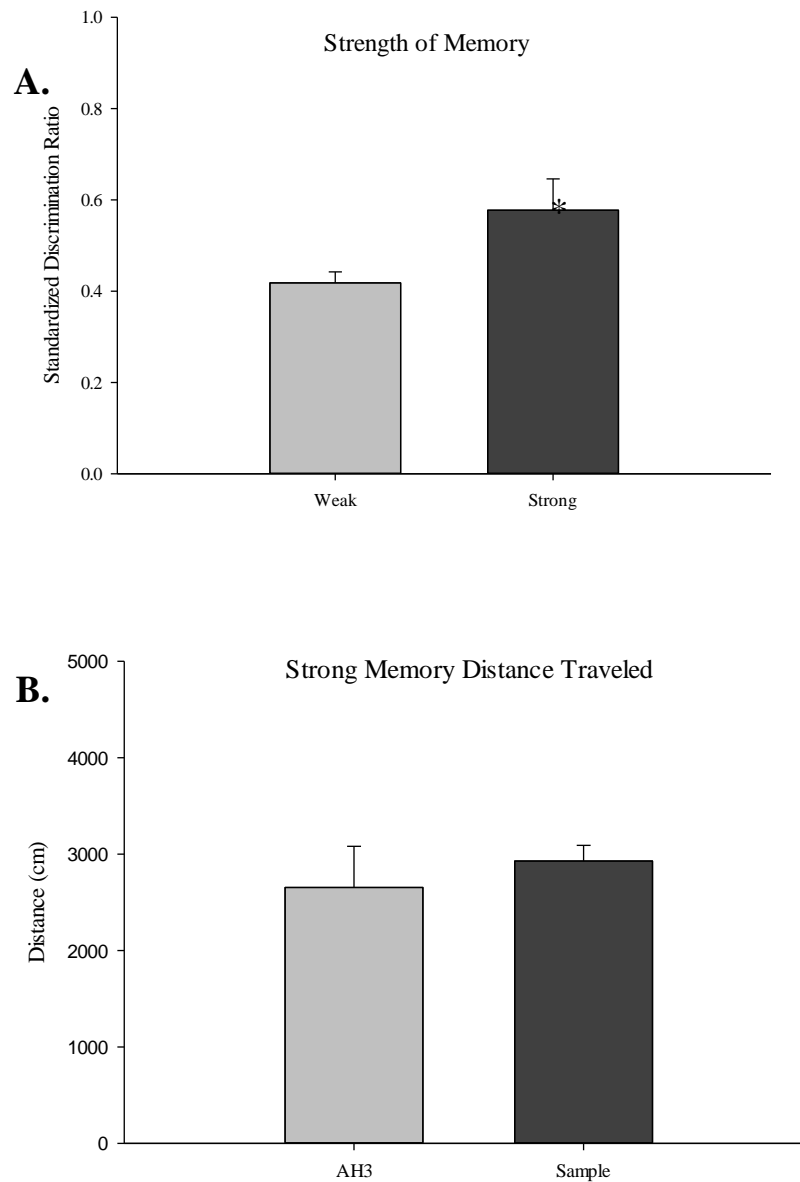 Strength of Memory
A.
Standardized Discrimination Ratio
1.0
0.8
0.6
0.4
0.2
0.0
*
Weak
Strong
Strong Memory Distance Traveled
B.
Distance (cm)
5000
4000
3000
2000
1000
0
AH3
Sample